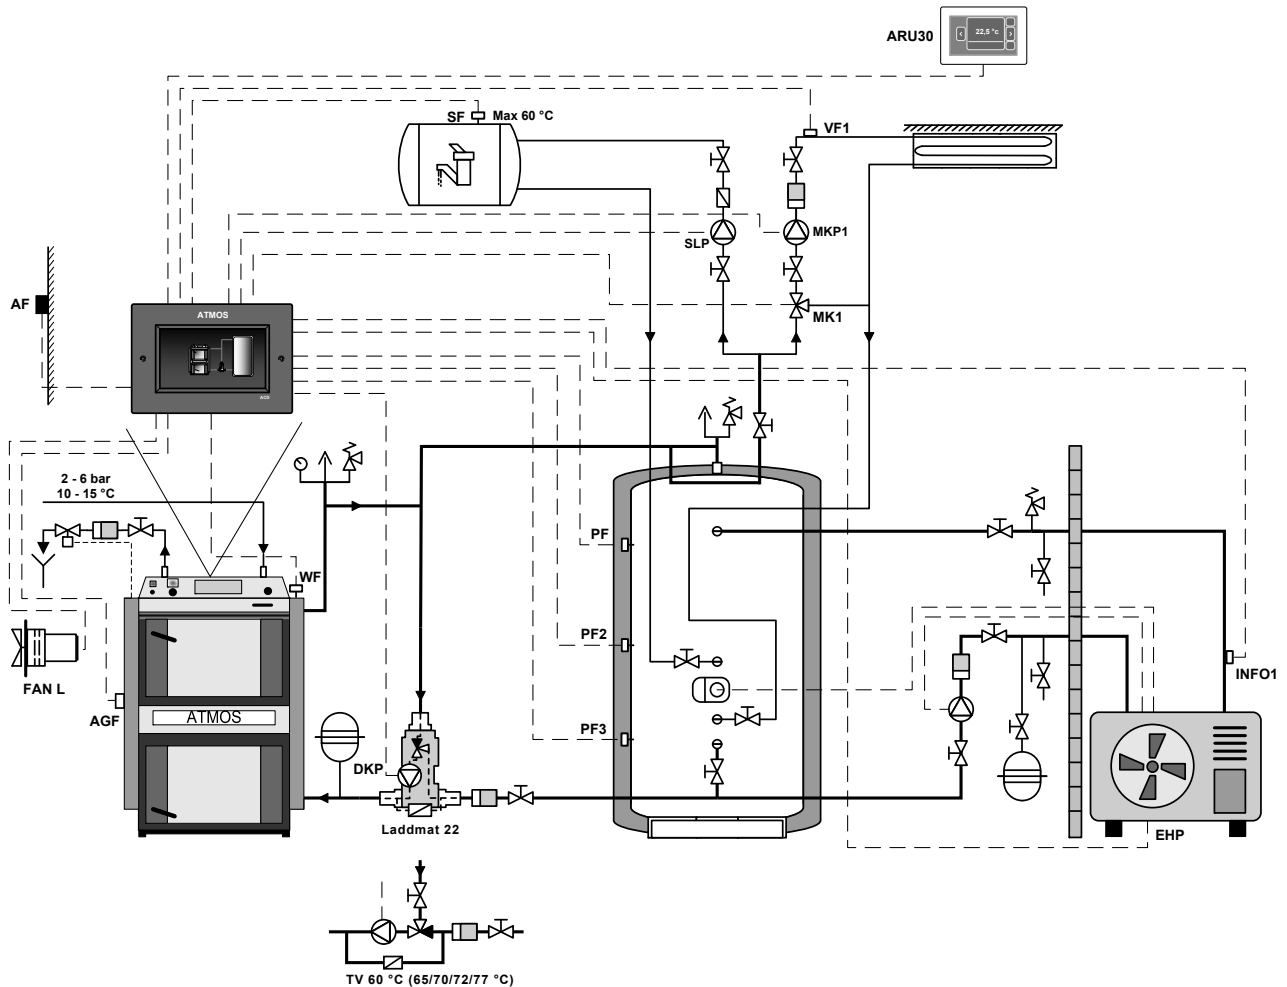 ARU30
22,5 °c
SF
Max 60 °C
VF1
SLP
MKP1
AF
MK1
ATMOS
AGS
2 - 6 bar
10 - 15 °C
PF
WF
PF2
FAN L
AGF
ATMOS
INFO1
PF3
DKP
Laddmat 22
EHP
TV 60 °C (65/70/72/77 °C)